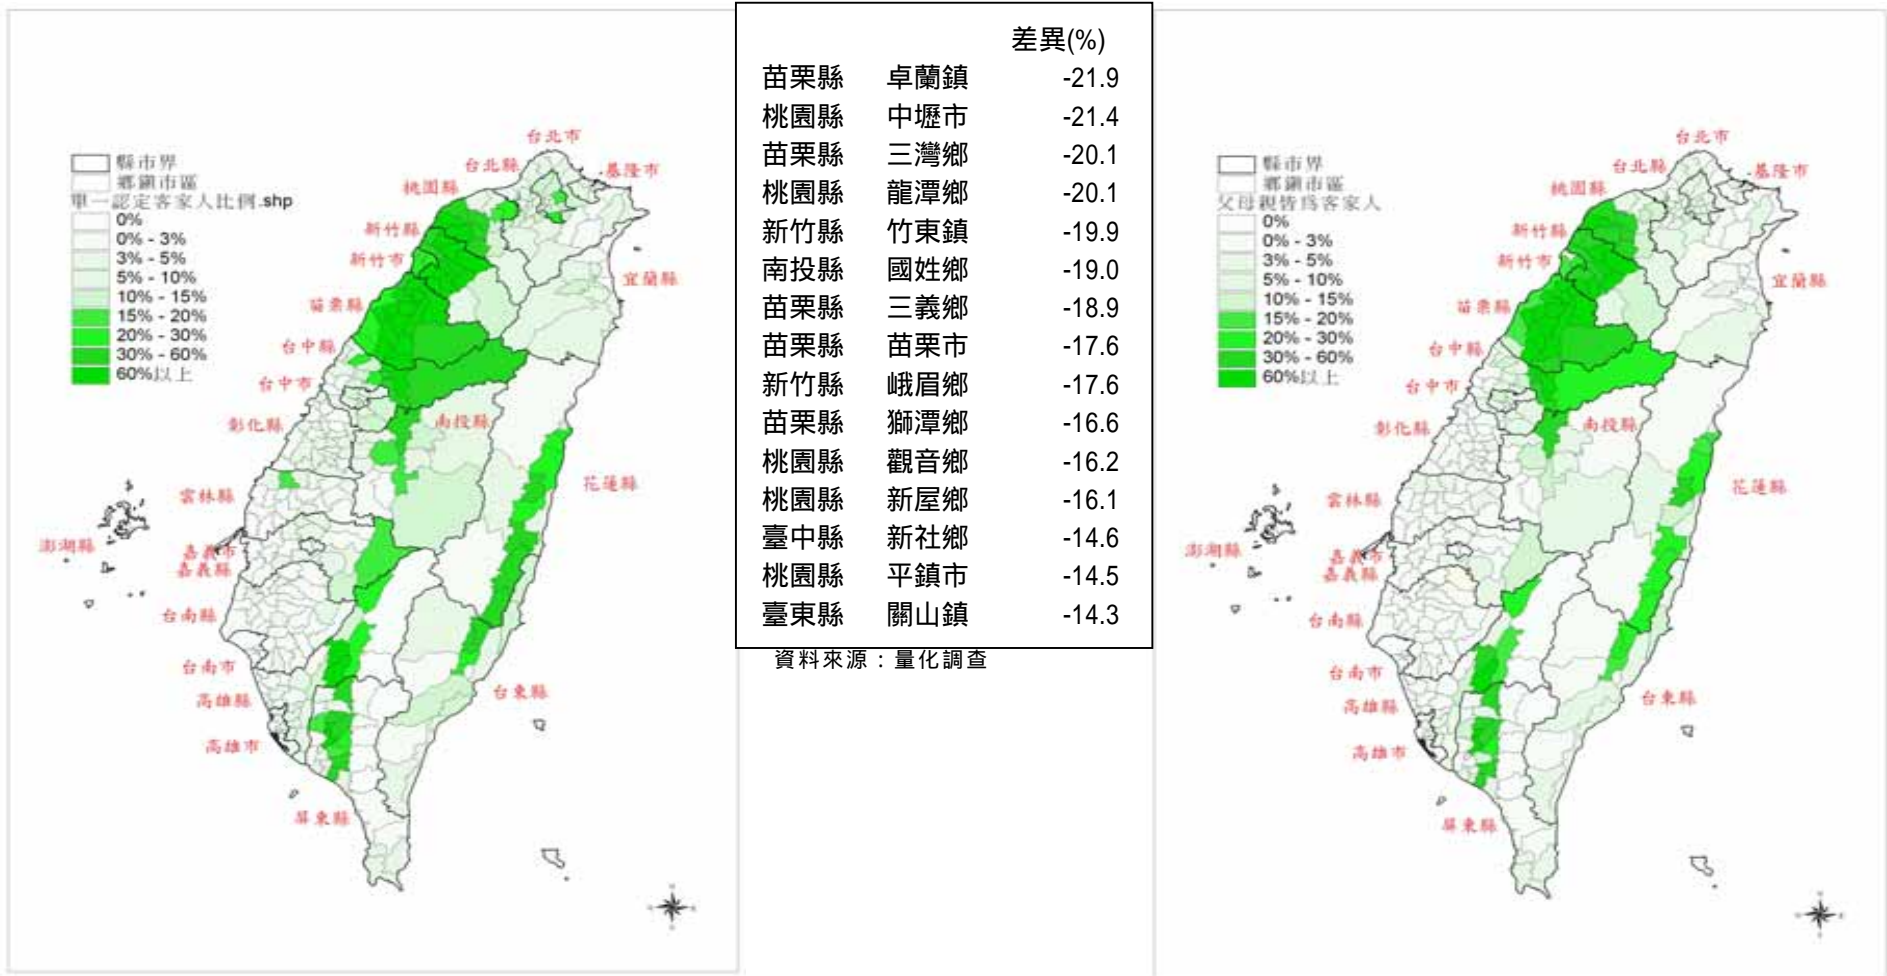 台北市
台北縣
基隆市
桃園縣
新竹縣
新竹市
宜蘭縣
苗栗縣
台中縣
台中市
彰化縣
南投縣
花蓮縣
雲林縣
澎湖縣
嘉義市
嘉義縣
台南縣
台南市
高雄縣
台東縣
高雄市
屏東縣
縣市界
鄉鎮市區
單一認定客家人比例.shp
0%
0% - 3%
3% - 5%
5% - 10%
10% - 15%
15% - 20%
20% - 30%
30% - 60%
60%以上
差異(%)
苗栗縣 卓蘭鎮 -21.9
桃園縣 中壢市 -21.4
苗栗縣 三灣鄉 -20.1
桃園縣 龍潭鄉 -20.1
新竹縣 竹東鎮 -19.9
南投縣 國姓鄉 -19.0
苗栗縣 三義鄉 -18.9
苗栗縣 苗栗市 -17.6
新竹縣 峨眉鄉 -17.6
苗栗縣 獅潭鄉 -16.6
桃園縣 觀音鄉 -16.2
桃園縣 新屋鄉 -16.1
臺中縣 新社鄉 -14.6
桃園縣 平鎮市 -14.5
臺東縣 關山鎮 -14.3
資料來源：量化調查
台北市
台北縣
基隆市
桃園縣
新竹縣
新竹市
宜蘭縣
苗栗縣
台中縣
台中市
彰化縣
南投縣
花蓮縣
雲林縣
澎湖縣
嘉義市
嘉義縣
台南縣
台南市
高雄縣
台東縣
高雄市
屏東縣
縣市界
鄉鎮市區
父母親皆為客家人
0%
0% - 3%
3% - 5%
5% - 10%
10% - 15%
15% - 20%
20% - 30%
30% - 60%
60%以上